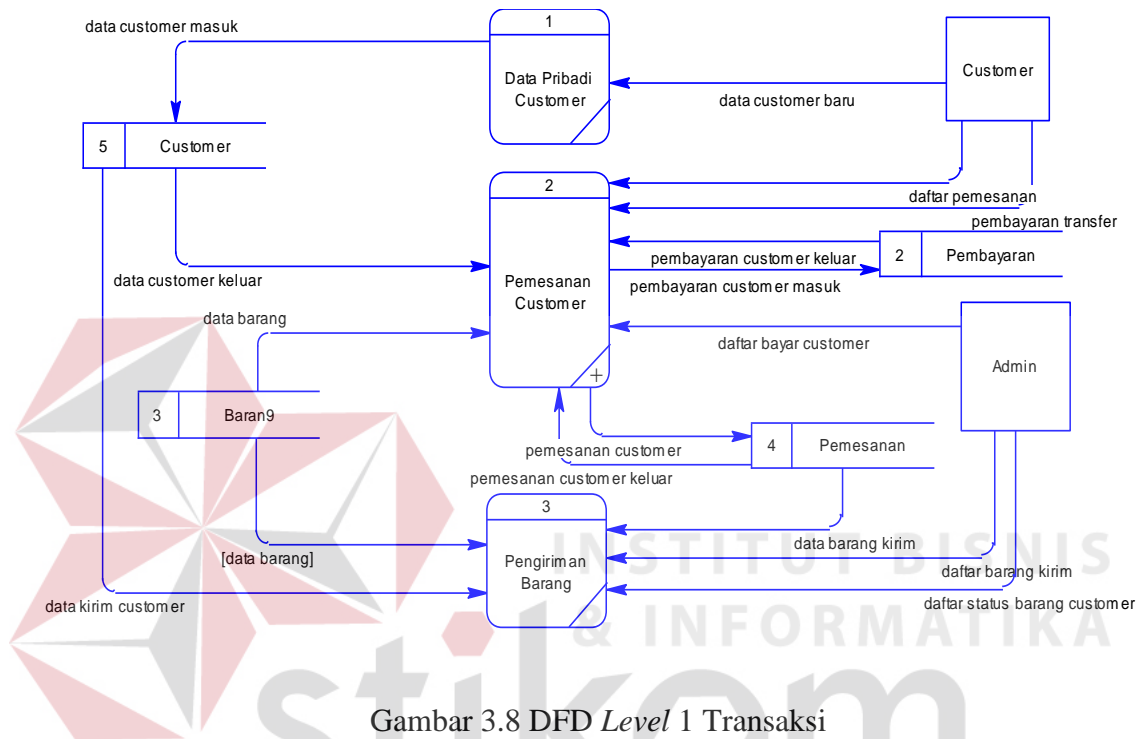 1
data customer masuk
Data Pribadi
Customer
Customer
data customer baru
5
Customer
2
daftar pemesanan
pembayaran transfer
pembayaran customer keluar
2
Pembayaran
data customer keluar
Pemesanan
Customer
pembayaran customer masuk
data barang
daftar bayar customer
Admin
+
3
Baran9
pemesanan customer
4
Pemesanan
pemesanan customer keluar
3
[data barang]
Pengiriman
Barang
data barang kirim
daftar barang kirim
data kirim customer
daftar status barang customer
INSTITUT BISNIS
& INFORMATIKA
stikom
Gambar 3.8 DFD Level 1 Transaksi